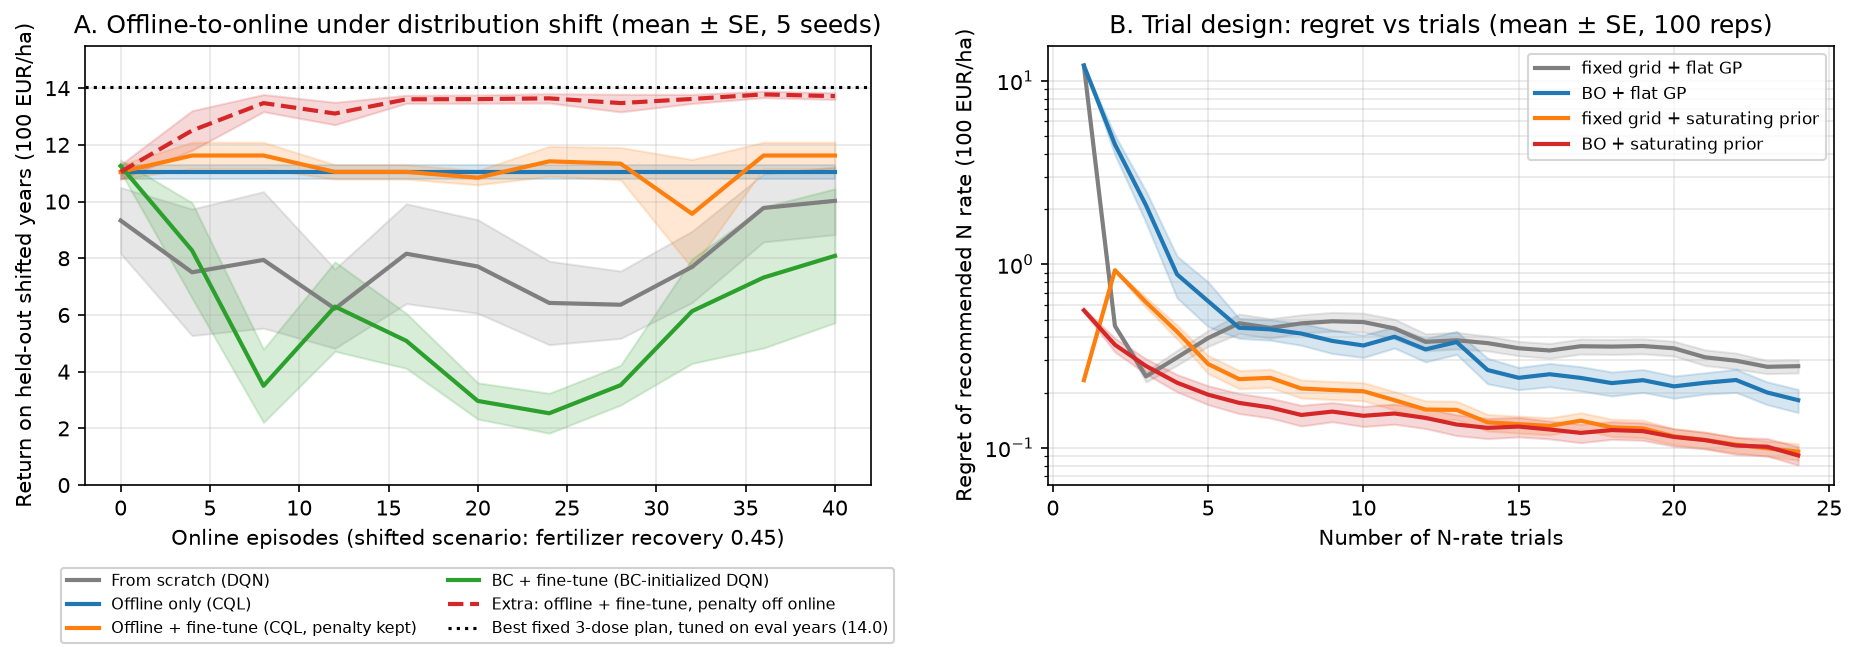 A. Offline-to-online under distribution shift (mean ± SE, 5 seeds)
Return on held-out shifted years (100 EUR/ha)
14
12
10
8
6
4
2
0
0 5 10 15 20 25 30 35 40
Online episodes (shifted scenario: fertilizer recovery 0.45)
From scratch (DQN)
Offline only (CQL)
Offline + fine-tune (CQL, penalty kept)
BC + fine-tune (BC-initialized DQN)
Extra: offline + fine-tune, penalty off online
Best fixed 3-dose plan, tuned on eval years (14.0)
B. Trial design: regret vs trials (mean ± SE, 100 reps)
Regret of recommended N rate (100 EUR/ha)
10¹
10⁰
10⁻¹
fixed grid + flat GP
BO + flat GP
fixed grid + saturating prior
BO + saturating prior
0 5 10 15 20 25
Number of N-rate trials